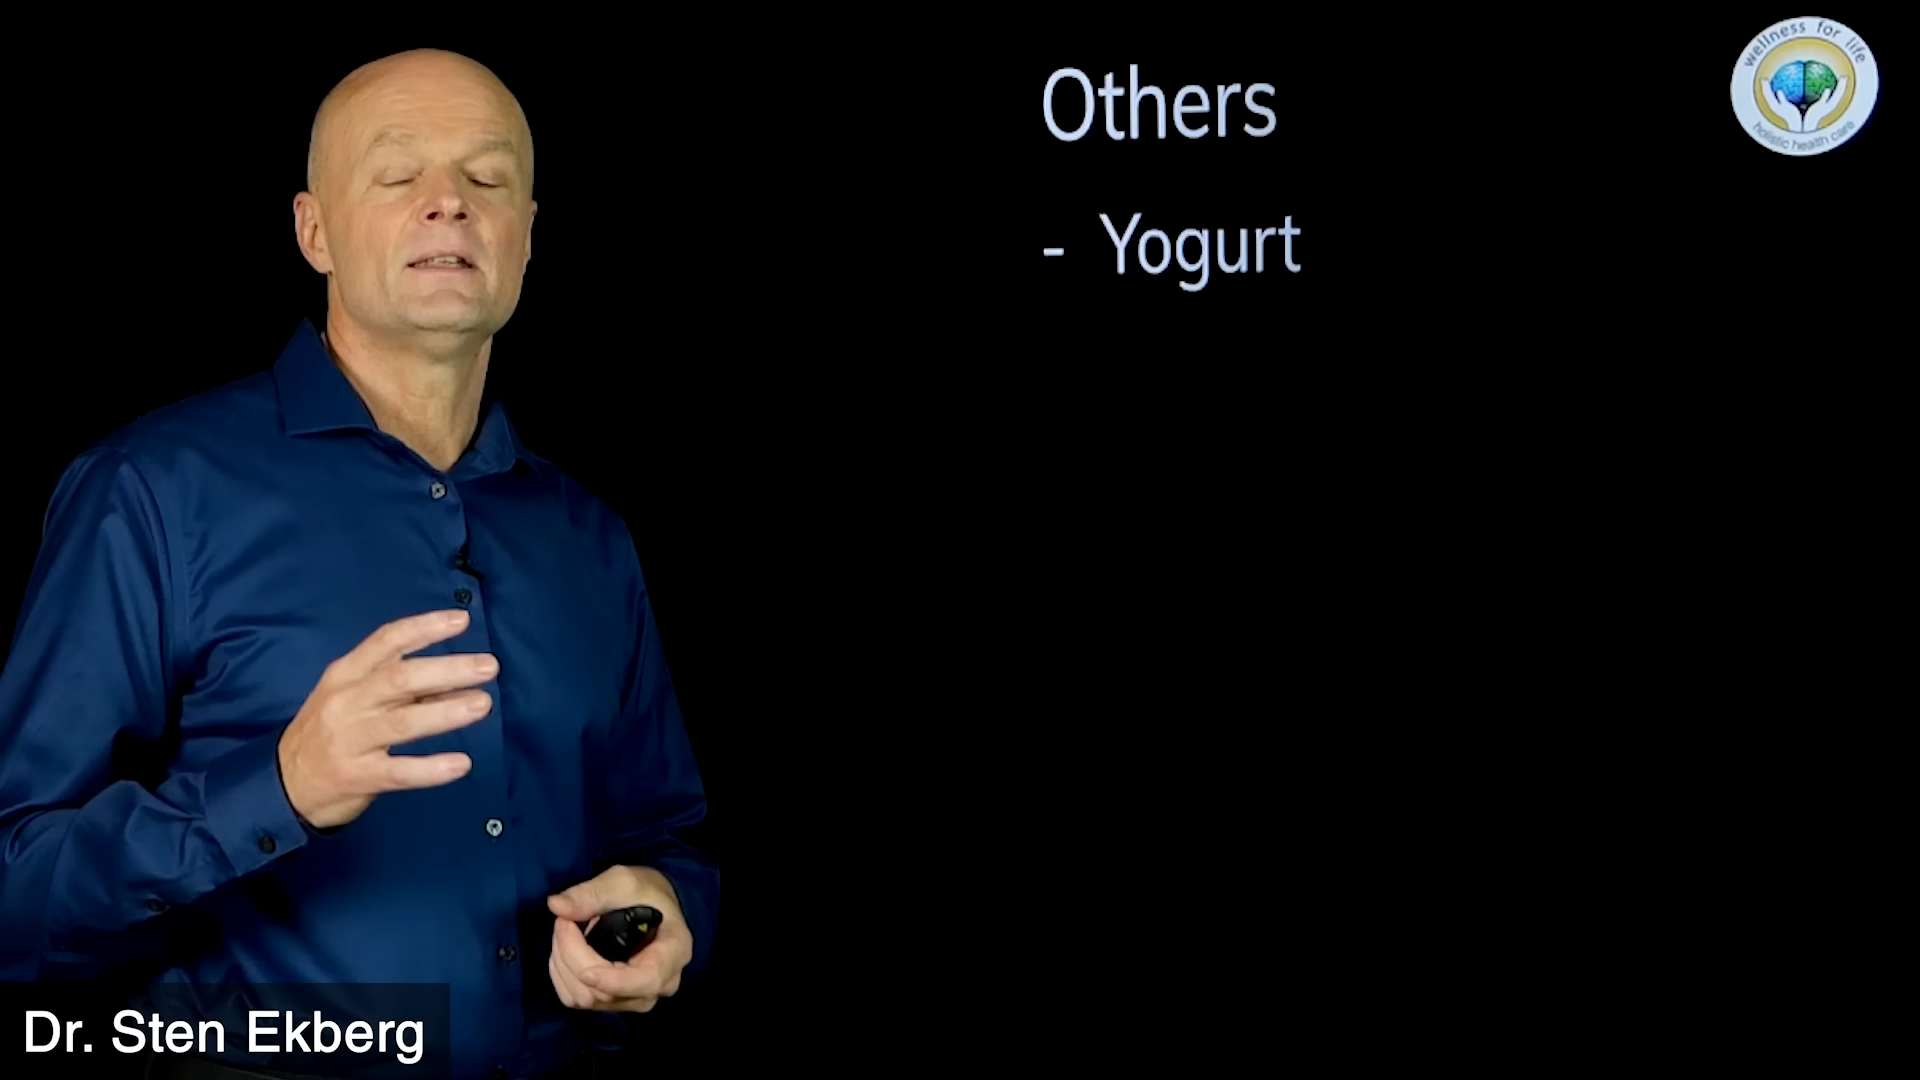 wellness for life
holistic health care
Others
- Yogurt
Dr. Sten Ekberg